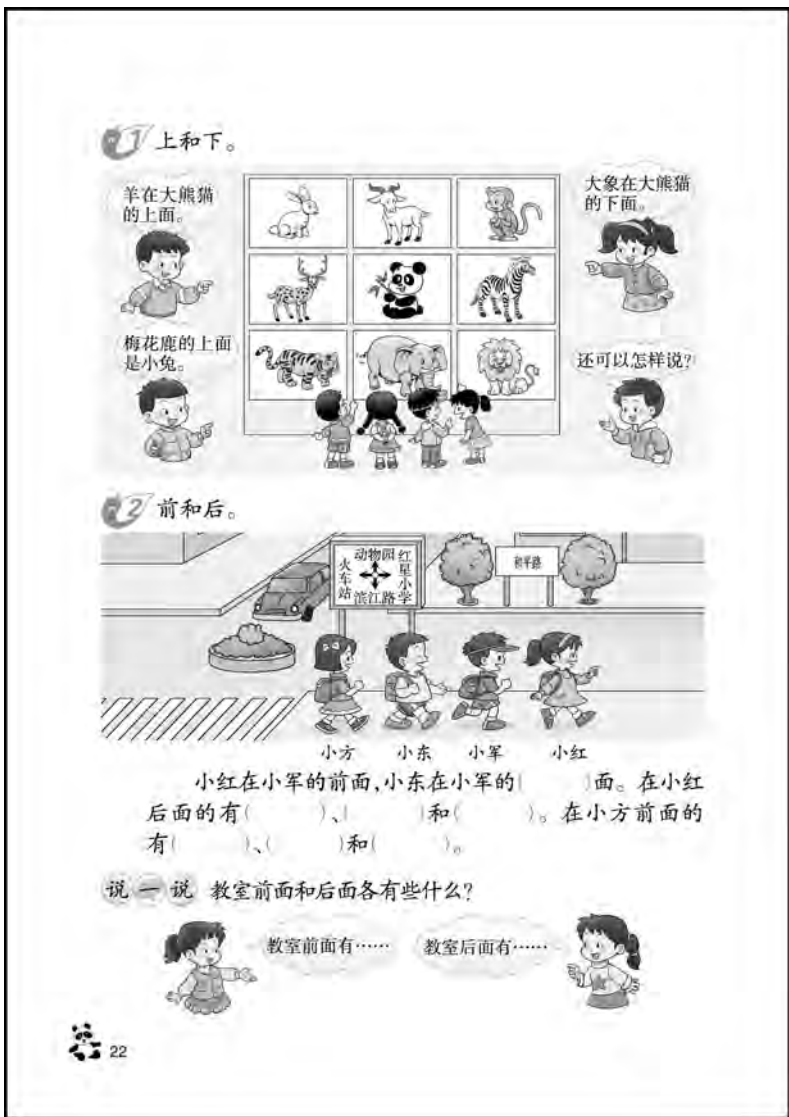 1 上和下。
羊在大熊猫
的上面。
大象在大熊猫
的下面。
梅花鹿的上面
是小兔。
还可以怎样说?
2 前和后。
动物园
火车站
红星小学
滨江路
和平路
小方 小东 小军 小红
小红在小军的前面,小东在小军的( )面。在小红
后面的有( )、( )和( )。在小方前面的
有( )、( )和( )。
说一说 教室前面和后面各有些什么?
教室前面有……
教室后面有……
22